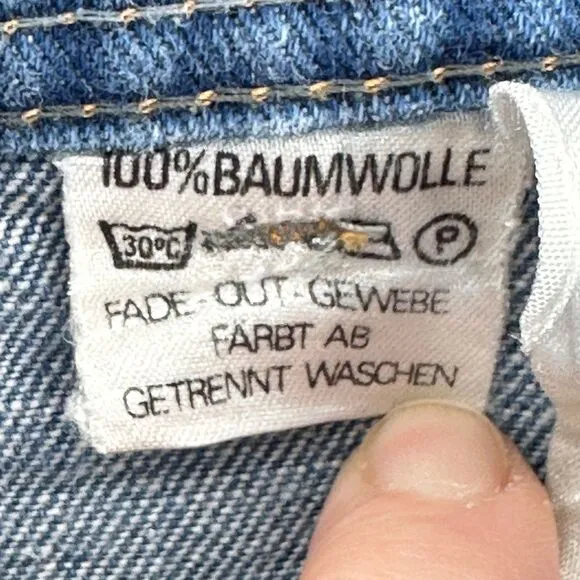 100% BAUMWOLLE
30°C P
FADE-OUT-GEWEBE
FÄRBT AB
GETRENNT WASCHEN